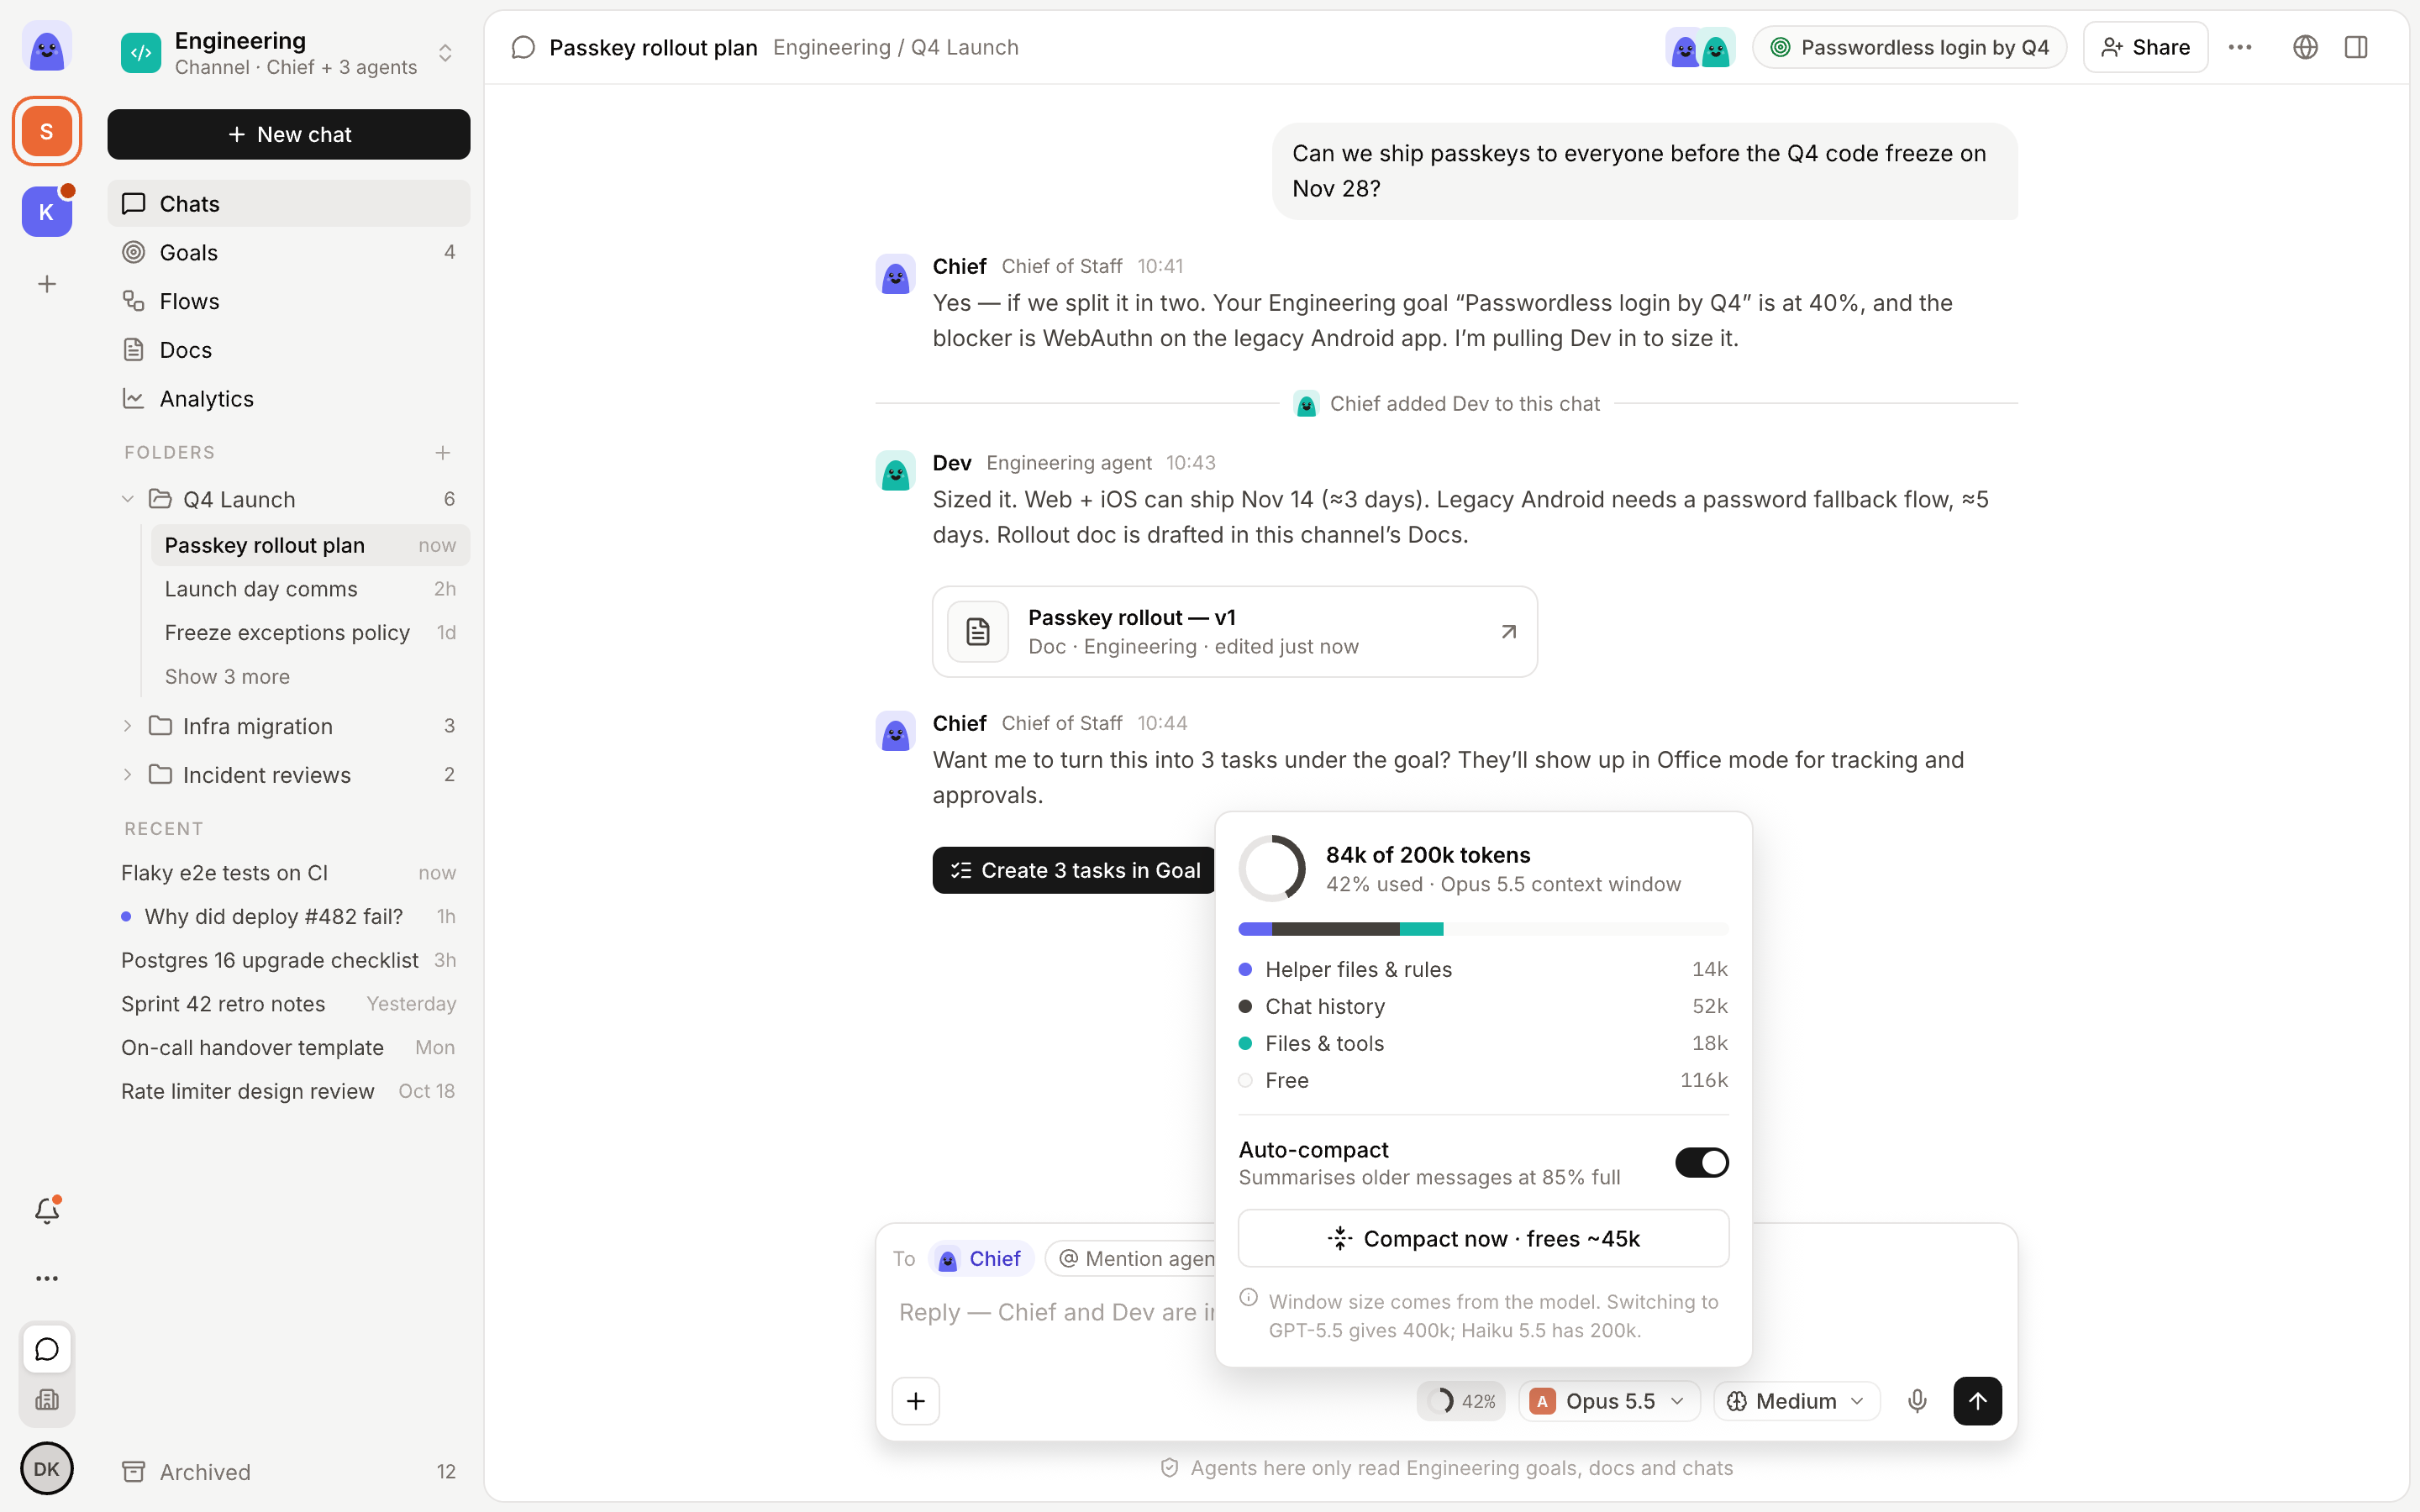 S
K
DK
Engineering
Channel · Chief + 3 agents
New chat
Chats
Goals 4
Flows
Docs
Analytics
FOLDERS
Q4 Launch 6
Passkey rollout plan now
Launch day comms 2h
Freeze exceptions policy 1d
Show 3 more
Infra migration 3
Incident reviews 2
RECENT
Flaky e2e tests on CI now
Why did deploy #482 fail? 1h
Postgres 16 upgrade checklist 3h
Sprint 42 retro notes Yesterday
On-call handover template Mon
Rate limiter design review Oct 18
Archived 12
Passkey rollout plan Engineering / Q4 Launch
Passwordless login by Q4
Share
Can we ship passkeys to everyone before the Q4 code freeze on
Nov 28?
Chief Chief of Staff 10:41
Yes — if we split it in two. Your Engineering goal “Passwordless login by Q4” is at 40%, and the
blocker is WebAuthn on the legacy Android app. I’m pulling Dev in to size it.
Chief added Dev to this chat
Dev Engineering agent 10:43
Sized it. Web + iOS can ship Nov 14 (≈3 days). Legacy Android needs a password fallback flow, ≈5
days. Rollout doc is drafted in this channel’s Docs.
Passkey rollout — v1
Doc · Engineering · edited just now
Chief Chief of Staff 10:44
Want me to turn this into 3 tasks under the goal? They’ll show up in Office mode for tracking and
approvals.
Create 3 tasks in Goal
84k of 200k tokens
42% used · Opus 5.5 context window
Helper files & rules 14k
Chat history 52k
Files & tools 18k
Free 116k
Auto-compact
Summarises older messages at 85% full
Compact now · frees ~45k
Window size comes from the model. Switching to
GPT-5.5 gives 400k; Haiku 5.5 has 200k.
To Chief @ Mention agen
Reply — Chief and Dev are
42% A Opus 5.5 Medium
Agents here only read Engineering goals, docs and chats